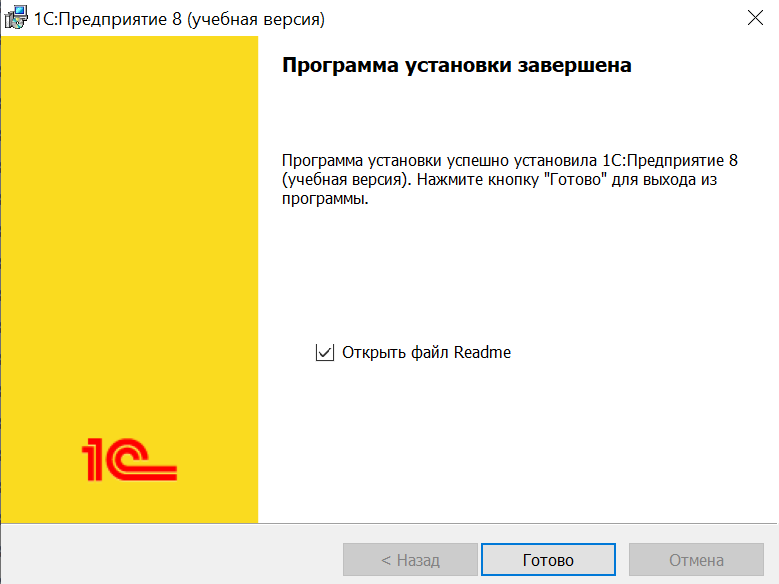 1С:Предприятие 8 (учебная версия)
Программа установки завершена
Программа установки успешно установила 1С:Предприятие 8
(учебная версия). Нажмите кнопку "Готово" для выхода из
программы.
Открыть файл Readme
1С
< Назад
Готово
Отмена